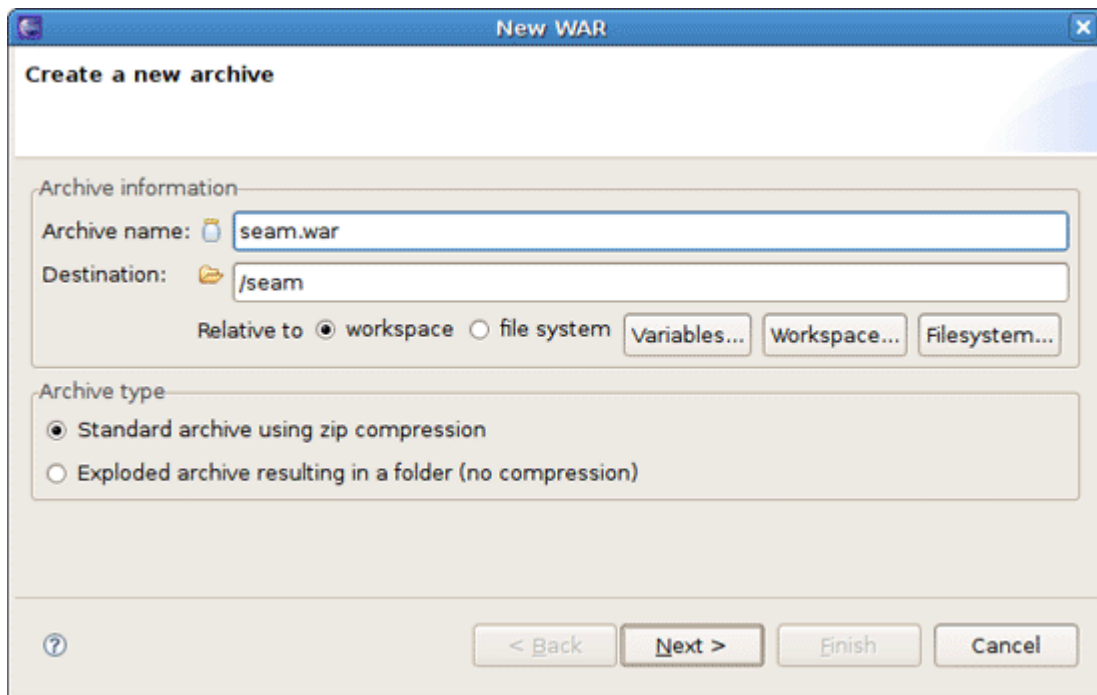 New WAR
Create a new archive
Archive information
Archive name: seam.war
Destination: /seam
Relative to workspace file system Variables... Workspace... Filesystem...
Archive type
Standard archive using zip compression
Exploded archive resulting in a folder (no compression)
< Back Next > Finish Cancel